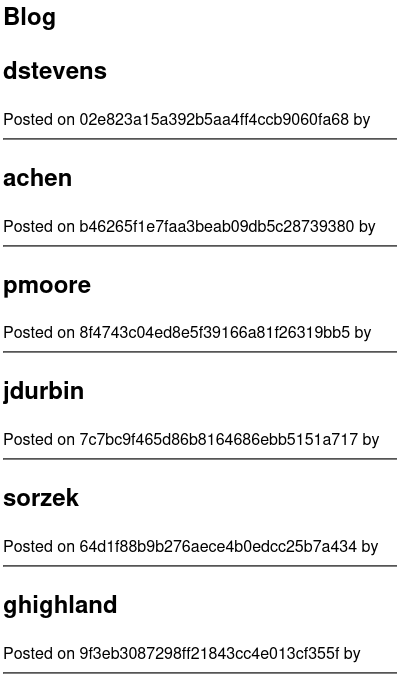 Blog
dstevens
Posted on 02e823a15a392b5aa4ff4ccb9060fa68 by
achen
Posted on b46265f1e7faa3beab09db5c28739380 by
pmoore
Posted on 8f4743c04ed8e5f39166a81f26319bb5 by
jdurbin
Posted on 7c7bc9f465d86b8164686ebb5151a717 by
sorzek
Posted on 64d1f88b9b276aece4b0edcc25b7a434 by
ghighland
Posted on 9f3eb3087298ff21843cc4e013cf355f by